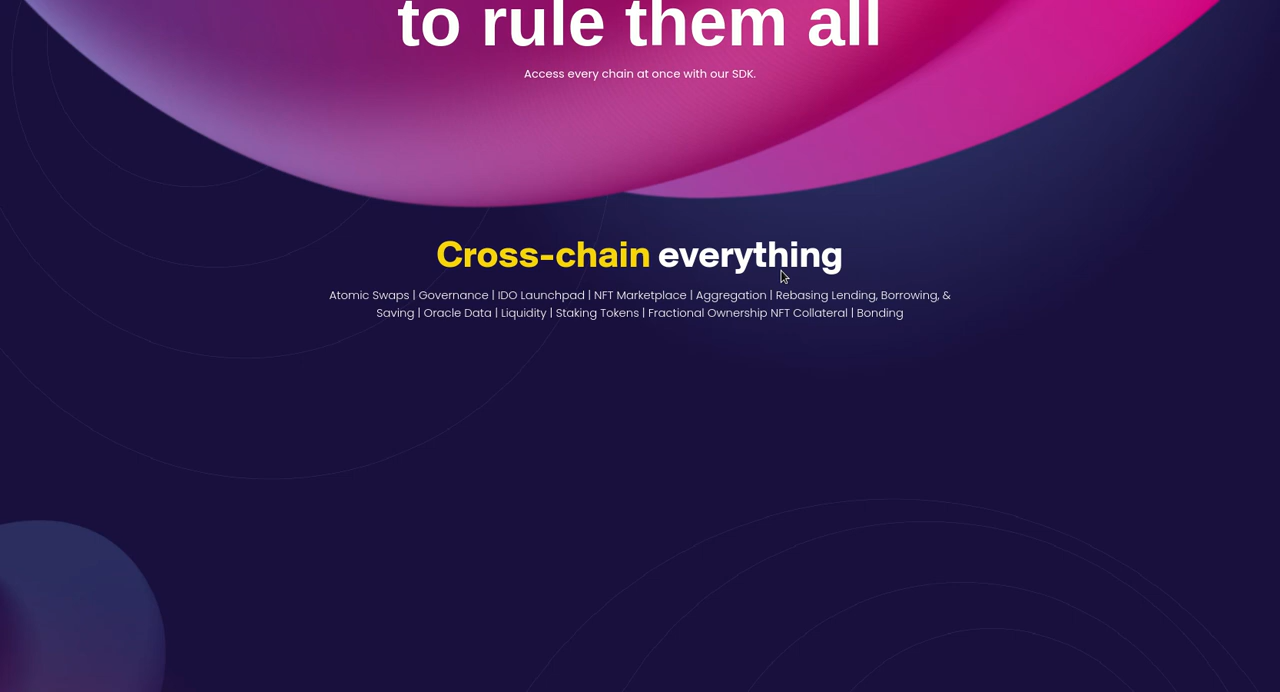 to rule them all
Access every chain at once with our SDK.
Cross-chain everything
Atomic Swaps | Governance | IDO Launchpad | NFT Marketplace | Aggregation | Rebasing Lending, Borrowing, &
Saving | Oracle Data | Liquidity | Staking Tokens | Fractional Ownership NFT Collateral | Bonding